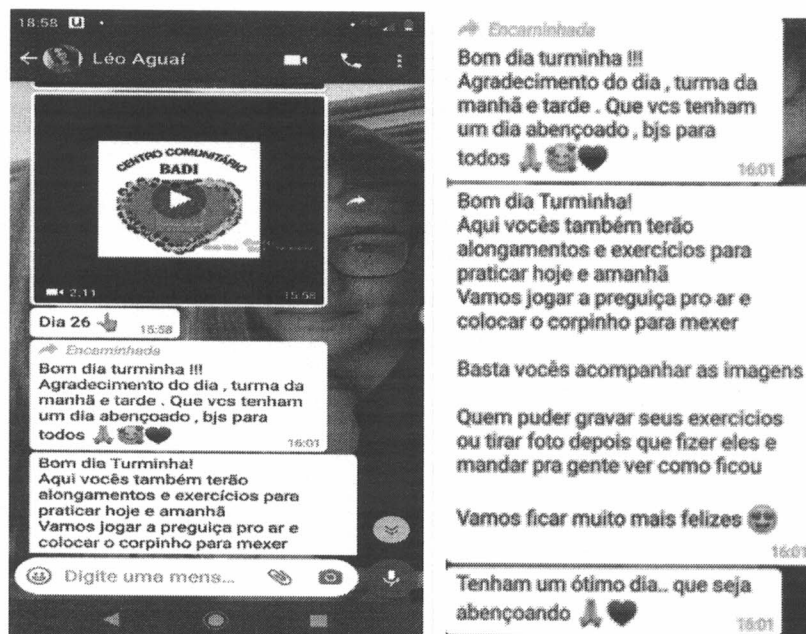 18:58
Léo Aguaí
CENTRO COMUNITÁRIO
BADI
2:11
15:58
Dia 26 👆
15:58
Encaminhada
Bom dia turminha !!!
Agradecimento do dia , turma da
manhã e tarde . Que vcs tenham
um dia abençoado , bjs para
todos 🙏🥰❤
16:01
Bom dia Turminha!
Aqui vocês também terão
alongamentos e exercícios para
praticar hoje e amanhã
Vamos jogar a preguiça pro ar e
colocar o corpinho para mexer
Digite uma mens...
Encaminhada
Bom dia turminha !!!
Agradecimento do dia , turma da
manhã e tarde . Que vcs tenham
um dia abençoado , bjs para
todos 🙏🥰❤
16:01
Bom dia Turminha!
Aqui vocês também terão
alongamentos e exercícios para
praticar hoje e amanhã
Vamos jogar a preguiça pro ar e
colocar o corpinho para mexer
Basta vocês acompanhar as imagens
Quem puder gravar seus exercicios
ou tirar foto depois que fizer eles e
mandar pra gente ver como ficou
Vamos ficar muito mais felizes 😍
16:01
Tenham um ótimo dia.. que seja
abençoando 🙏❤
16:01